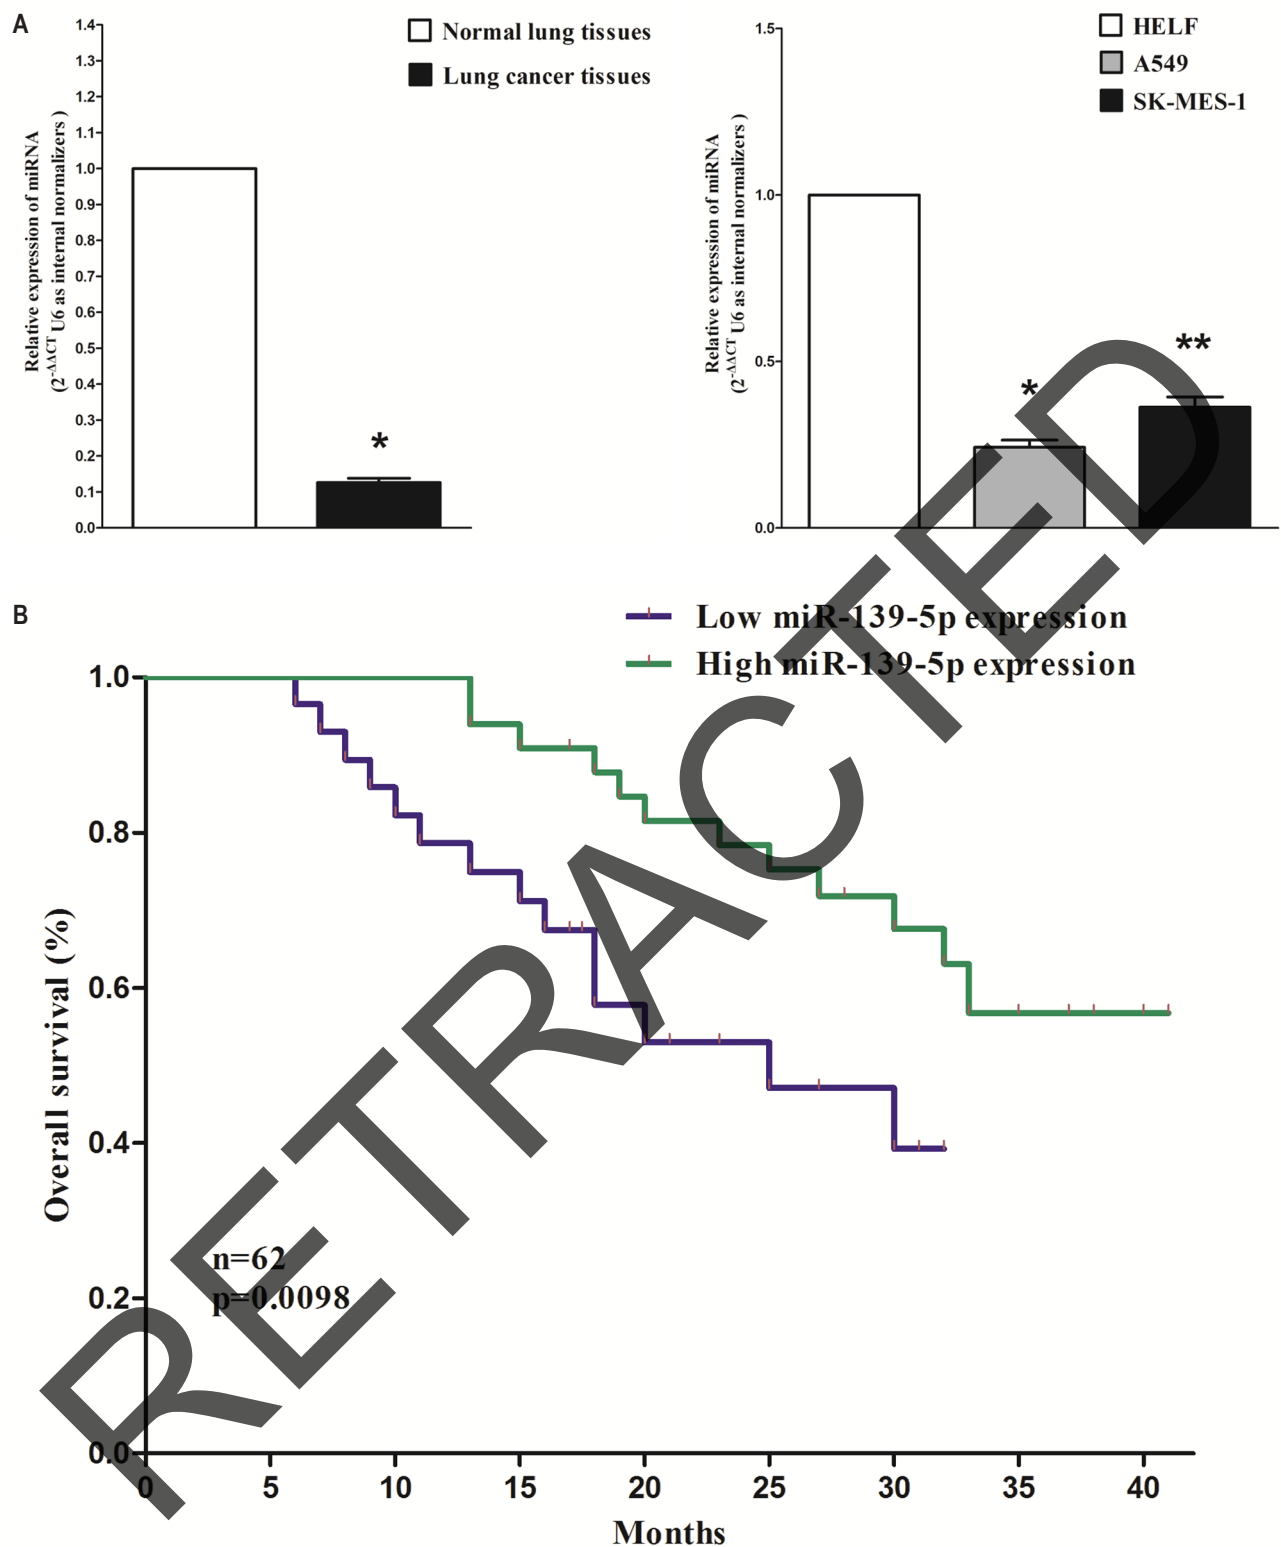 A
Relative expression of miRNA
(2-ΔΔCT U6 as internal normalizers )
1.4
1.3
1.2
1.1
1.0
0.9
0.8
0.7
0.6
0.5
0.4
0.3
0.2
0.1
0.0
Normal lung tissues
Lung cancer tissues
*
Relative expression of miRNA
(2-ΔΔCT U6 as internal normalizers )
1.5
1.0
0.5
0.0
HELF
A549
SK-MES-1
*
**
B
Low miR-139-5p expression
High miR-139-5p expression
Overall survival (%)
1.0
0.8
0.6
0.4
0.2
0.0
n=62
p=0.0098
0 5 10 15 20 25 30 35 40
Months
RETRACTED